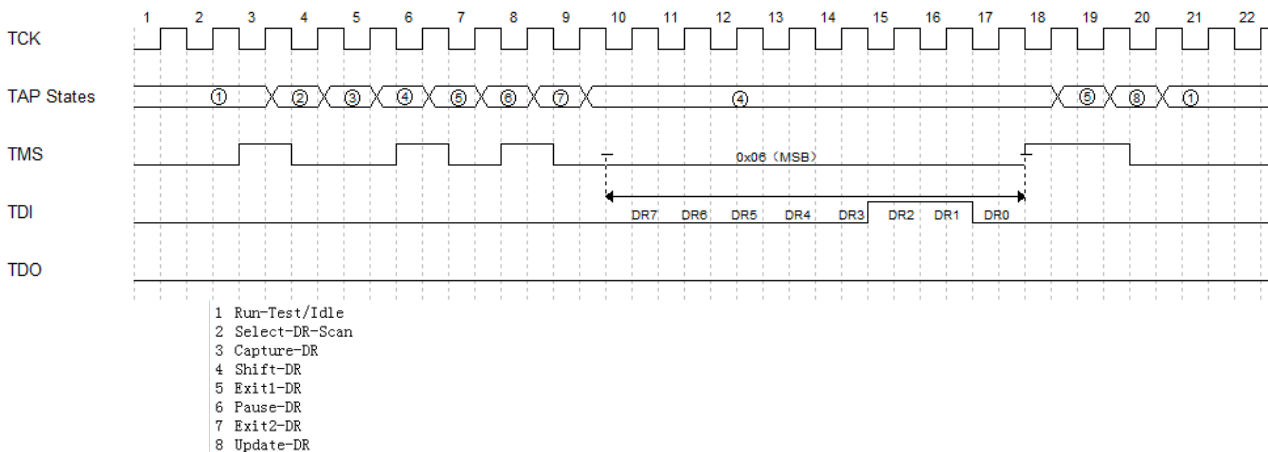 1 2 3 4 5 6 7 8 9 10 11 12 13 14 15 16 17 18 19 20 21 22
TCK
TAP States ① ② ③ ④ ⑤ ⑥ ⑦ ④ ⑤ ⑧ ①
TMS 0x06（MSB）
TDI DR7 DR6 DR5 DR4 DR3 DR2 DR1 DR0
TDO
1 Run-Test/Idle
2 Select-DR-Scan
3 Capture-DR
4 Shift-DR
5 Exit1-DR
6 Pause-DR
7 Exit2-DR
8 Update-DR